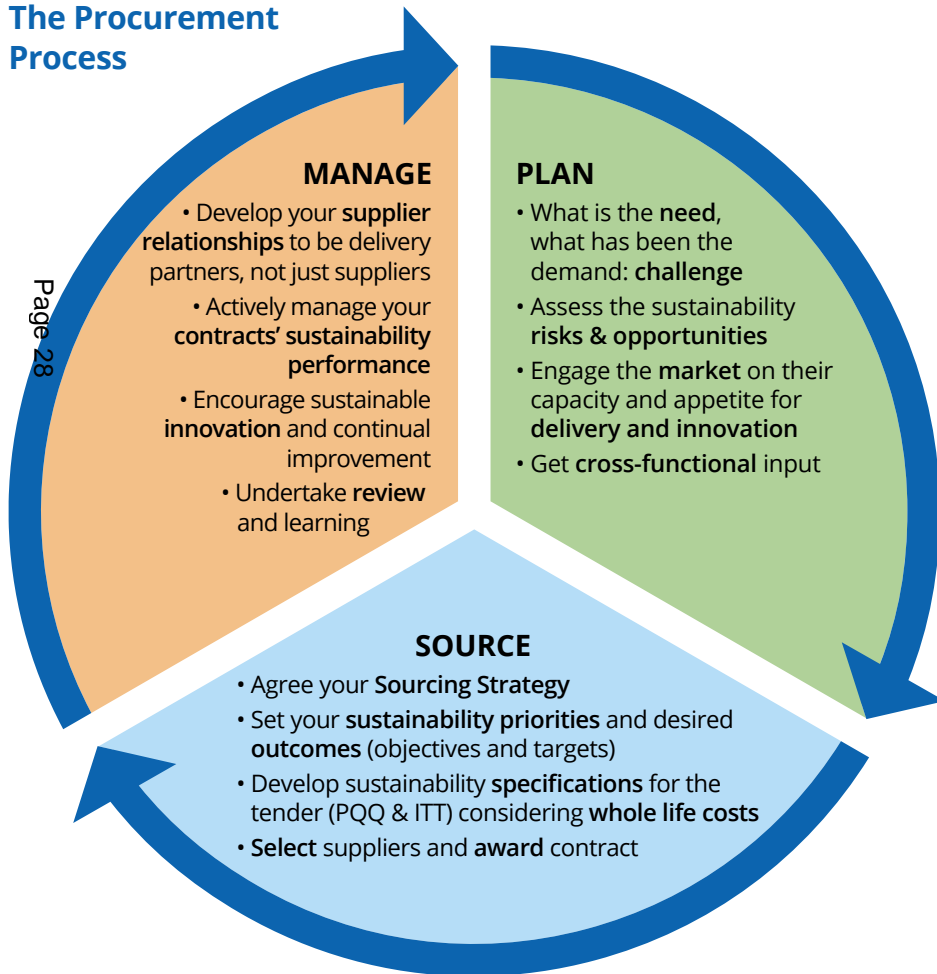 The Procurement
Process
MANAGE
• Develop your supplier
relationships to be delivery
partners, not just suppliers
• Actively manage your
contracts’ sustainability
performance
• Encourage sustainable
innovation and continual
improvement
• Undertake review
and learning
PLAN
• What is the need,
what has been the
demand: challenge
• Assess the sustainability
risks & opportunities
• Engage the market on their
capacity and appetite for
delivery and innovation
• Get cross-functional input
Page 28
SOURCE
• Agree your Sourcing Strategy
• Set your sustainability priorities and desired
outcomes (objectives and targets)
• Develop sustainability specifications for the
tender (PQQ & ITT) considering whole life costs
• Select suppliers and award contract